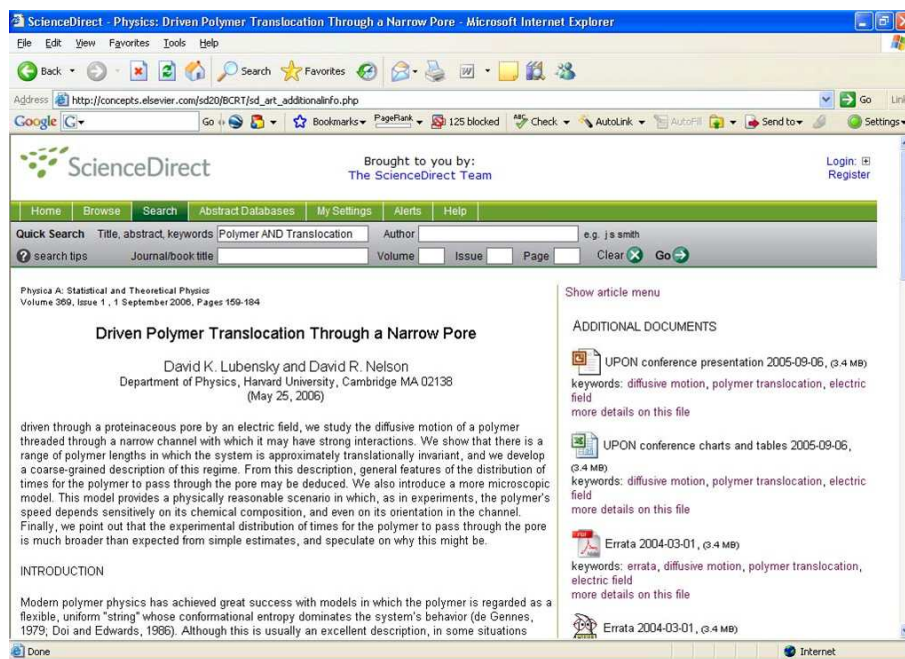 ScienceDirect - Physics: Driven Polymer Translocation Through a Narrow Pore - Microsoft Internet Explorer
File Edit View Favorites Tools Help
Back Search Favorites
Address http://concepts.elsevier.com/sd20/BCRT/sd_art_additionalinfo.php Go Lin
Google G Go Bookmarks PageRank 125 blocked ABC Check AutoLink AutoFill Send to Settings
ScienceDirect
Brought to you by:
The ScienceDirect Team
Login:
Register
Home Browse Search Abstract Databases My Settings Alerts Help
Quick Search Title, abstract, keywords Polymer AND Translocation Author e.g. j s smith
? search tips Journal/book title Volume Issue Page Clear Go
Physica A: Statistical and Theoretical Physics
Volume 369, Issue 1 , 1 September 2006, Pages 159-184
Driven Polymer Translocation Through a Narrow Pore
David K. Lubensky and David R. Nelson
Department of Physics, Harvard University, Cambridge MA 02138
(May 25, 2006)
driven through a proteinaceous pore by an electric field, we study the diffusive motion of a polymer
threaded through a narrow channel with which it may have strong interactions. We show that there is a
range of polymer lengths in which the system is approximately translationally invariant, and we develop
a coarse-grained description of this regime. From this description, general features of the distribution of
times for the polymer to pass through the pore may be deduced. We also introduce a more microscopic
model. This model provides a physically reasonable scenario in which, as in experiments, the polymer's
speed depends sensitively on its chemical composition, and even on its orientation in the channel.
Finally, we point out that the experimental distribution of times for the polymer to pass through the pore
is much broader than expected from simple estimates, and speculate on why this might be.
INTRODUCTION
Modern polymer physics has achieved great success with models in which the polymer is regarded as a
flexible, uniform "string" whose conformational entropy dominates the system's behavior (de Gennes,
1979; Doi and Edwards, 1986). Although this is usually an excellent description, in some situations
Show article menu
ADDITIONAL DOCUMENTS
UPON conference presentation 2005-09-06, (3.4 MB)
keywords: diffusive motion, polymer translocation, electric
field
more details on this file
UPON conference charts and tables 2005-09-06,
(3.4 MB)
keywords: diffusive motion, polymer translocation, electric
field
more details on this file
Errata 2004-03-01, (3.4 MB)
keywords: errata, diffusive motion, polymer translocation,
electric field
more details on this file
Errata 2004-03-01, (3.4 MB)
Done Internet